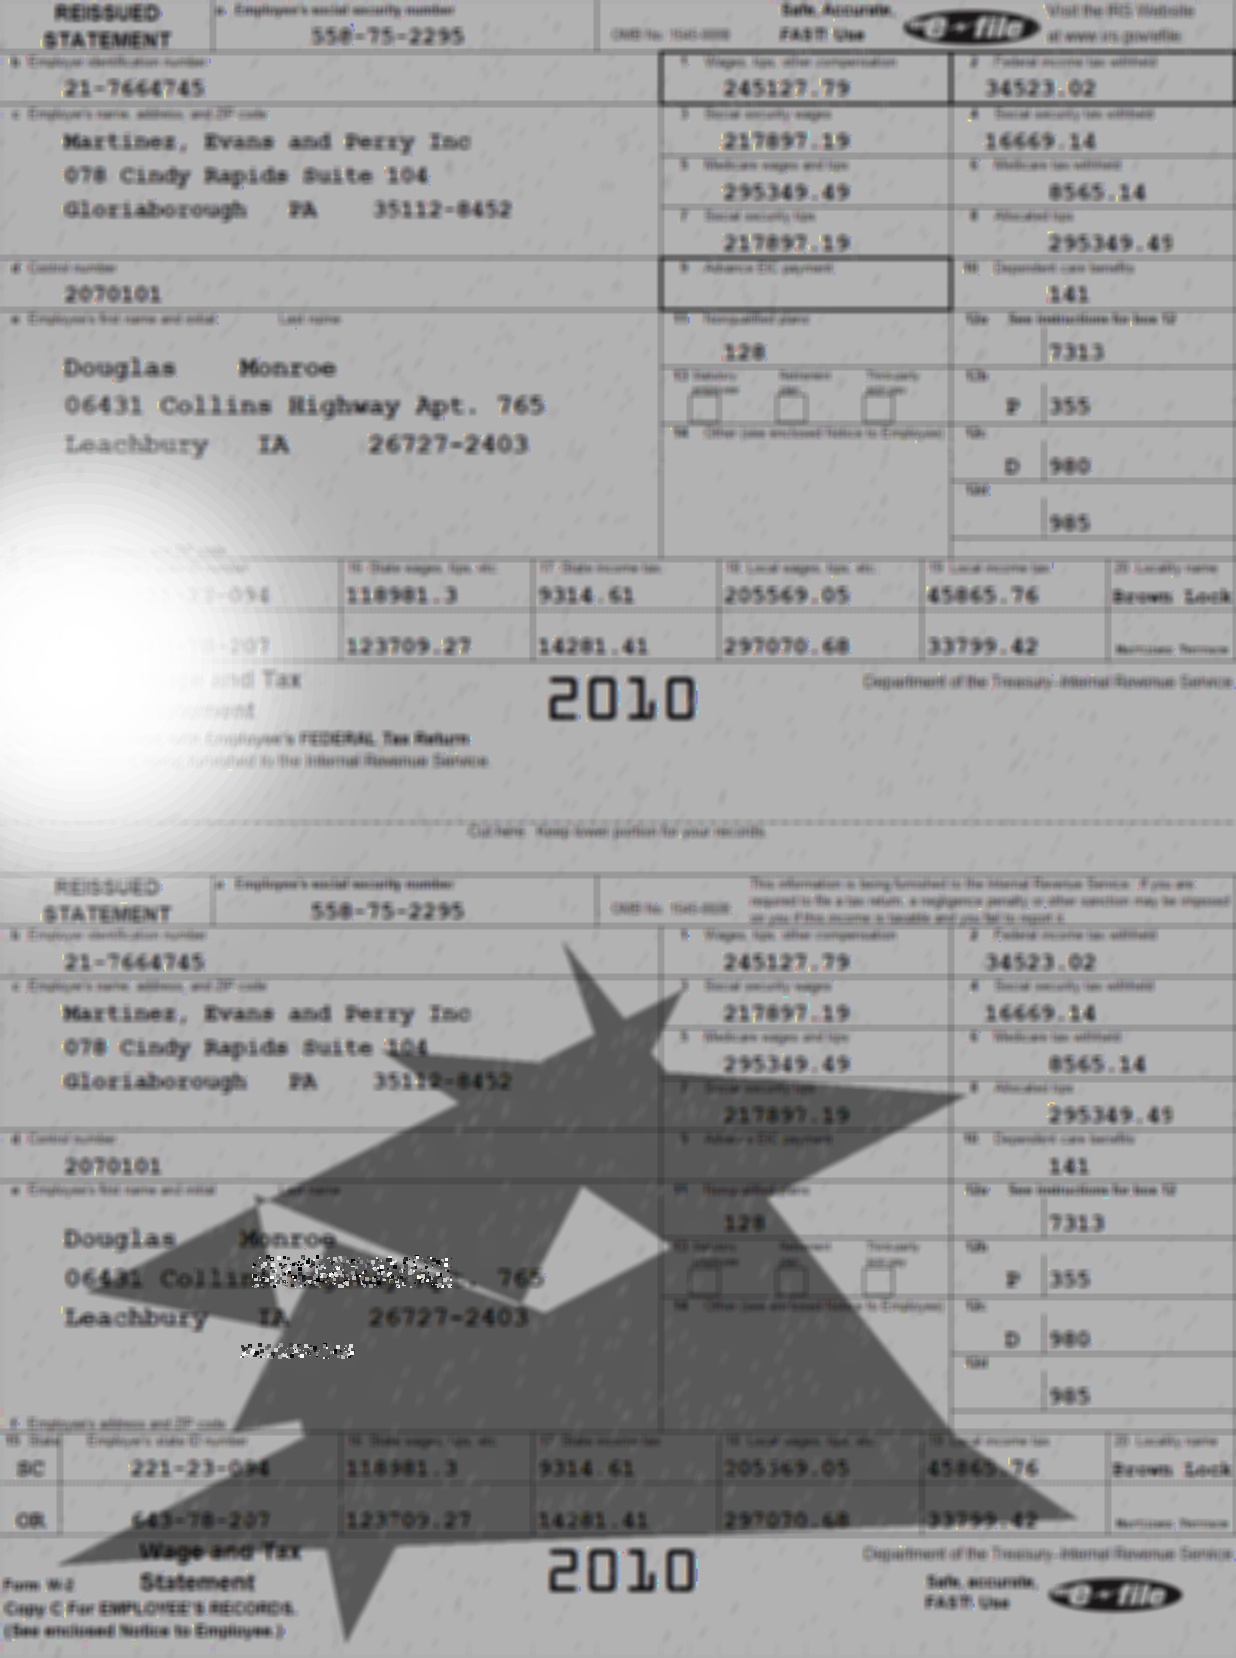 REISSUED STATEMENT
a Employee's social security number
558-75-2295
OMB No. 1545-0008
Safe, Accurate, FAST! Use
e-file
Visit the IRS Website at www.irs.gov/efile.
b Employer identification number
21-7664745
1 Wages, tips, other compensation
245127.79
2 Federal income tax withheld
34523.02
c Employer's name, address, and ZIP code
Martinez, Evans and Perry Inc
078 Cindy Rapids Suite 104
Gloriaborough PA 35112-8452
3 Social security wages
217897.19
4 Social security tax withheld
16669.14
5 Medicare wages and tips
295349.49
6 Medicare tax withheld
8565.14
7 Social security tips
217897.19
8 Allocated tips
295349.49
d Control number
2070101
9 Advance EIC payment
10 Dependent care benefits
141
e Employee's first name and initial Last name
Douglas Monroe
06431 Collins Highway Apt. 765
Leachbury IA 26727-2403
11 Nonqualified plans
128
12a See instructions for box 12
7313
13 Statutory employee Retirement plan Third-party sick pay
12b
P 355
14 Other (see enclosed Notice to Employee)
12c
D 980
12d
985
16 State wages, tips, etc.
17 State income tax
18 Local wages, tips, etc.
19 Local income tax
20 Locality name
-094 118981.3 9314.61 205569.05 45865.76 Brown Lock
-207 123709.27 14281.41 297070.68 33799.42
and Tax
2010
Department of the Treasury-Internal Revenue Service
Employee's FEDERAL Tax Return
furnished to the Internal Revenue Service.
Cut here. Keep lower portion for your records.
REISSUED STATEMENT
a Employee's social security number
558-75-2295
OMB No. 1545-0008
This information is being furnished to the Internal Revenue Service. If you are
required to file a tax return, a negligence penalty or other sanction may be imposed
on you if this income is taxable and you fail to report it.
b Employer identification number
21-7664745
1 Wages, tips, other compensation
245127.79
2 Federal income tax withheld
34523.02
c Employer's name, address, and ZIP code
Martinez, Evans and Perry Inc
078 Cindy Rapids Suite 104
Gloriaborough PA 35112-8452
3 Social security wages
217897.19
4 Social security tax withheld
16669.14
5 Medicare wages and tips
295349.49
6 Medicare tax withheld
8565.14
7 Social security tips
217897.19
8 Allocated tips
295349.49
d Control number
2070101
9 Advance EIC payment
10 Dependent care benefits
141
e Employee's first name and initial Last name
Douglas Monroe
06431 Collins Apt. 765
Leachbury IA 26727-2403
11 Nonqualified plans
128
12a See instructions for box 12
7313
13 Statutory employee Retirement plan Third-party sick pay
12b
P 355
14 Other (see enclosed Notice to Employee)
12c
D 980
12d
985
f Employee's address and ZIP code
15 State Employer's state ID number
16 State wages, tips, etc.
17 State income tax
18 Local wages, tips, etc.
19 Local income tax
20 Locality name
SC 221-23-094 118981.3 9314.61 205569.05 45865.76 Brown Lock
OR 643-78-207 123709.27 14281.41 297070.68 33799.42
Form W-2 Wage and Tax Statement
2010
Department of the Treasury-Internal Revenue Service
Copy C For EMPLOYEE'S RECORDS.
(See enclosed Notice to Employee.)
Safe, accurate, FAST! Use
e-file